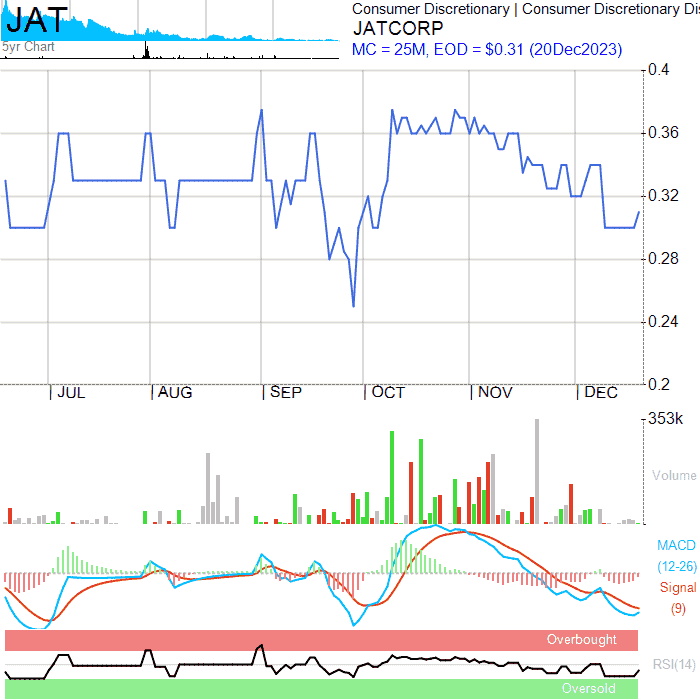 JAT
5yr Chart
Consumer Discretionary | Consumer Discretionary Dis
JATCORP
MC = 25M, EOD = $0.31 (20Dec2023)
0.4
0.36
0.32
0.28
0.24
0.2
| JUL | AUG | SEP | OCT | NOV | DEC
353k
Volume
MACD
(12-26)
Signal
(9)
Overbought
RSI(14)
Oversold